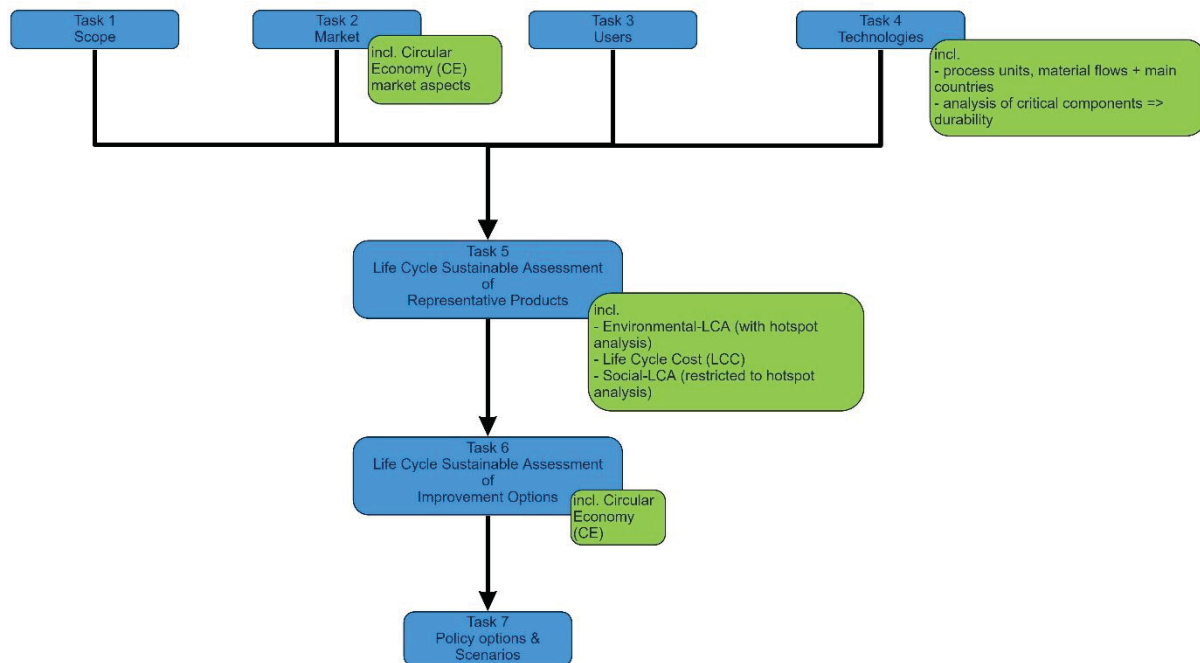 Task 1
Scope
Task 2
Market
incl. Circular
Economy (CE)
market aspects
Task 3
Users
Task 4
Technologies
incl.
- process units, material flows + main
countries
- analysis of critical components =>
durability
Task 5
Life Cycle Sustainable Assessment
of
Representative Products
incl.
- Environmental-LCA (with hotspot
analysis)
- Life Cycle Cost (LCC)
- Social-LCA (restricted to hotspot
analysis)
Task 6
Life Cycle Sustainable Assessment
of
Improvement Options
incl. Circular
Economy
(CE)
Task 7
Policy options &
Scenarios